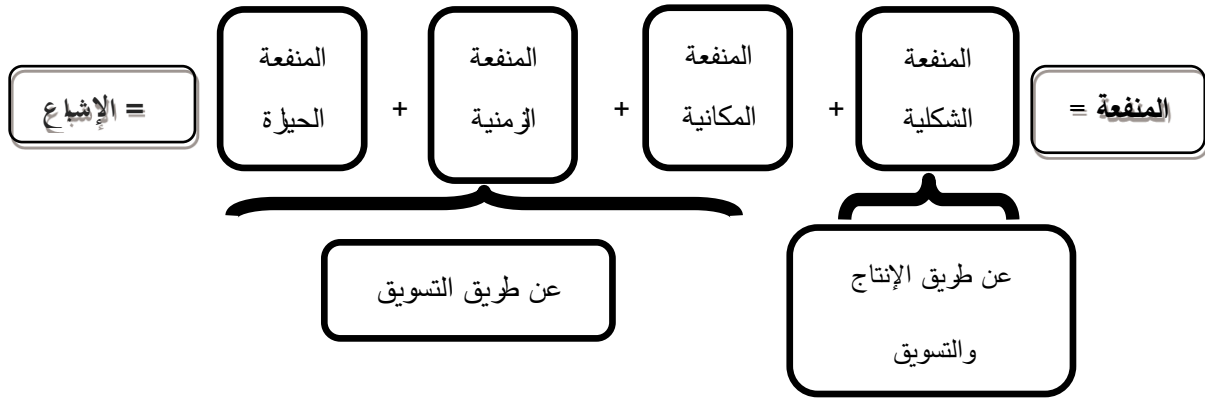 المنفعة =
المنفعة
الشكلية
+
المنفعة
المكانية
+
المنفعة
الزمنية
+
المنفعة
الحيازة
= الإشباع
عن طريق الإنتاج
والتسويق
عن طريق التسويق